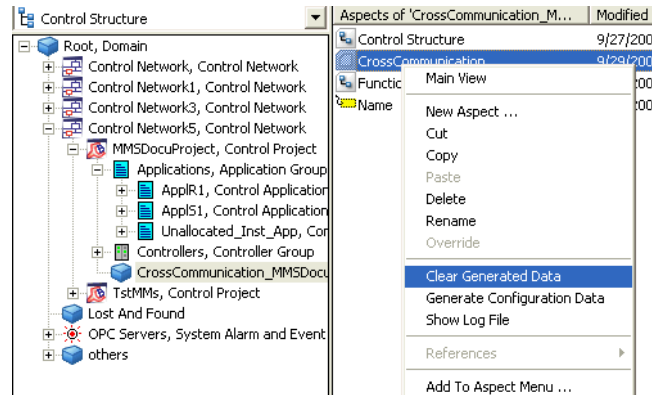 Control Structure
Root, Domain
Control Network, Control Network
Control Network1, Control Network
Control Network3, Control Network
Control Network5, Control Network
MMSDocuProject, Control Project
Applications, Application Group
ApplR1, Control Application
ApplS1, Control Application
Unallocated_Inst_App, Cor
Controllers, Controller Group
CrossCommunication_MMSDocu
TstMMs, Control Project
Lost And Found
OPC Servers, System Alarm and Event
others
Aspects of 'CrossCommunication_M... Modified
Control Structure 9/27/200
CrossCommunication 9/29/200
Functic 200
Name 200
Main View
New Aspect ...
Cut
Copy
Paste
Delete
Rename
Override
Clear Generated Data
Generate Configuration Data
Show Log File
References
Add To Aspect Menu ...